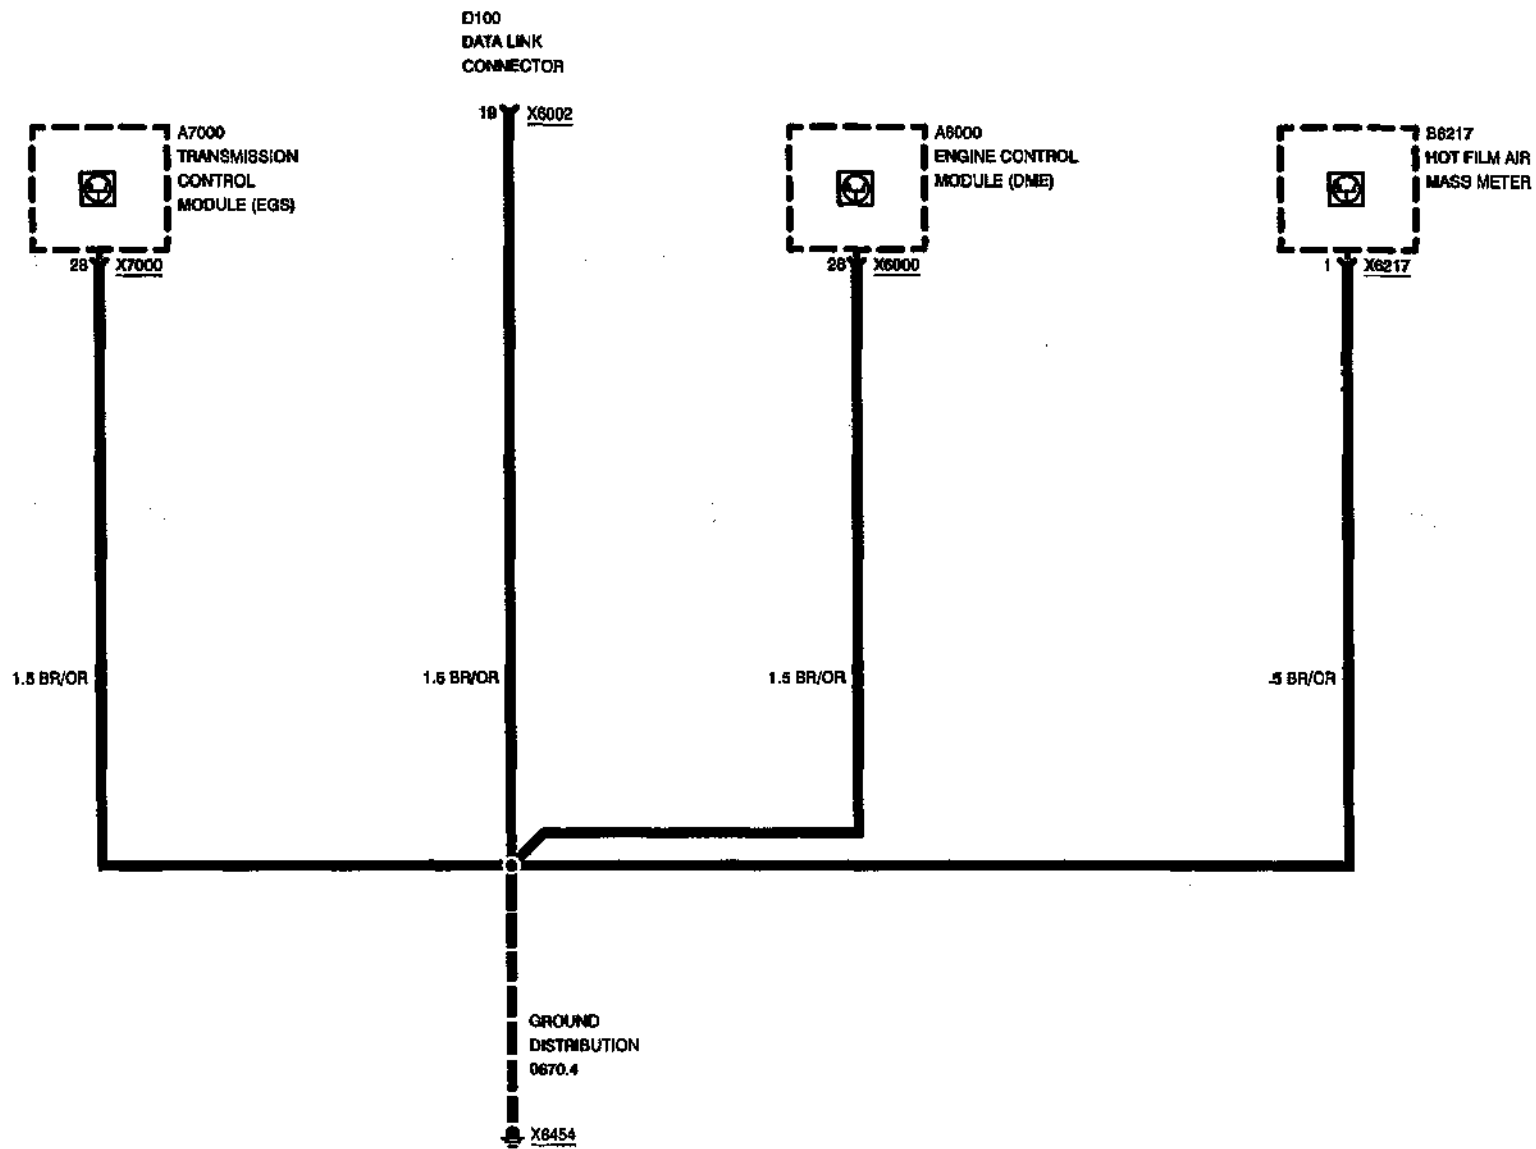 D100
DATA LINK
CONNECTOR
19 X6002
A7000
TRANSMISSION
CONTROL
MODULE (EGS)
28 X7000
A6000
ENGINE CONTROL
MODULE (DME)
28 X6000
B6217
HOT FILM AIR
MASS METER
1 X6217
1.5 BR/OR
1.5 BR/OR
1.5 BR/OR
.5 BR/OR
GROUND
DISTRIBUTION
0670.4
X6454